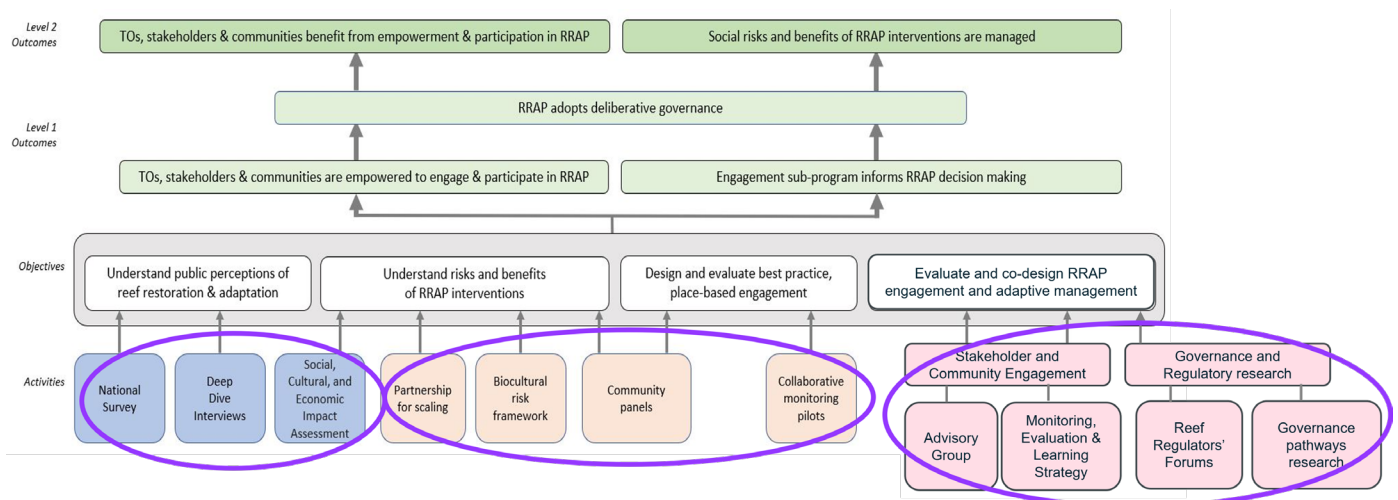 Level 2
Outcomes
TOs, stakeholders & communities benefit from empowerment & participation in RRAP
Social risks and benefits of RRAP interventions are managed
Level 1
Outcomes
RRAP adopts deliberative governance
TOs, stakeholders & communities are empowered to engage & participate in RRAP
Engagement sub-program informs RRAP decision making
Objectives
Understand public perceptions of
reef restoration & adaptation
Understand risks and benefits
of RRAP interventions
Design and evaluate best practice,
place-based engagement
Evaluate and co-design RRAP
engagement and adaptive management
Activities
National
Survey
Deep
Dive
Interviews
Social,
Cultural, and
Economic
Impact
Assessment
Partnership
for scaling
Biocultural
risk
framework
Community
panels
Collaborative
monitoring
pilots
Stakeholder and
Community Engagement
Governance and
Regulatory research
Advisory
Group
Monitoring,
Evaluation &
Learning
Strategy
Reef
Regulators'
Forums
Governance
pathways
research